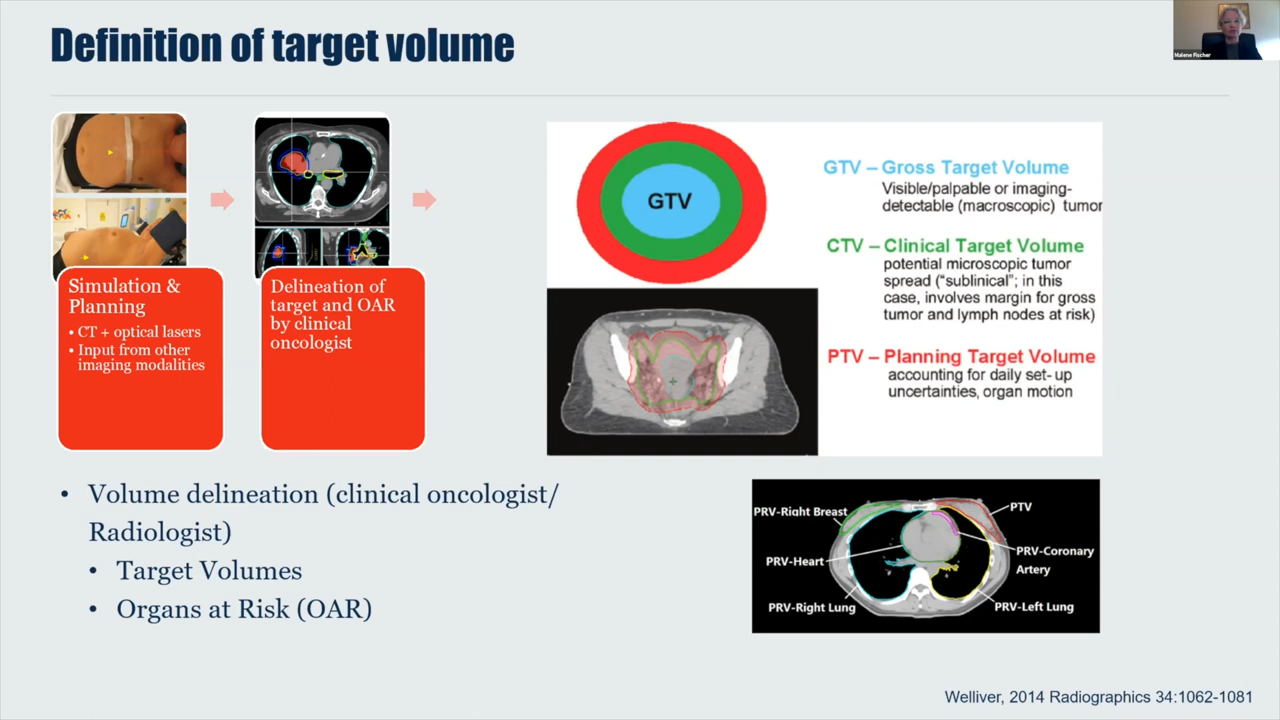 Definition of target volume
Malene Fischer
Simulation &
Planning
• CT + optical lasers
• Input from other
imaging modalities
Delineation of
target and OAR
by clinical
oncologist
GTV
GTV – Gross Target Volume
Visible/palpable or imaging-
detectable (macroscopic) tumor
CTV – Clinical Target Volume
potential microscopic tumor
spread (“sublinical”; in this
case, involves margin for gross
tumor and lymph nodes at risk)
PTV – Planning Target Volume
accounting for daily set-up
uncertainties, organ motion
• Volume delineation (clinical oncologist/
Radiologist)
• Target Volumes
• Organs at Risk (OAR)
PRV-Right Breast
PTV
PRV-Heart
PRV-Coronary
Artery
PRV-Right Lung
PRV-Left Lung
Welliver, 2014 Radiographics 34:1062-1081